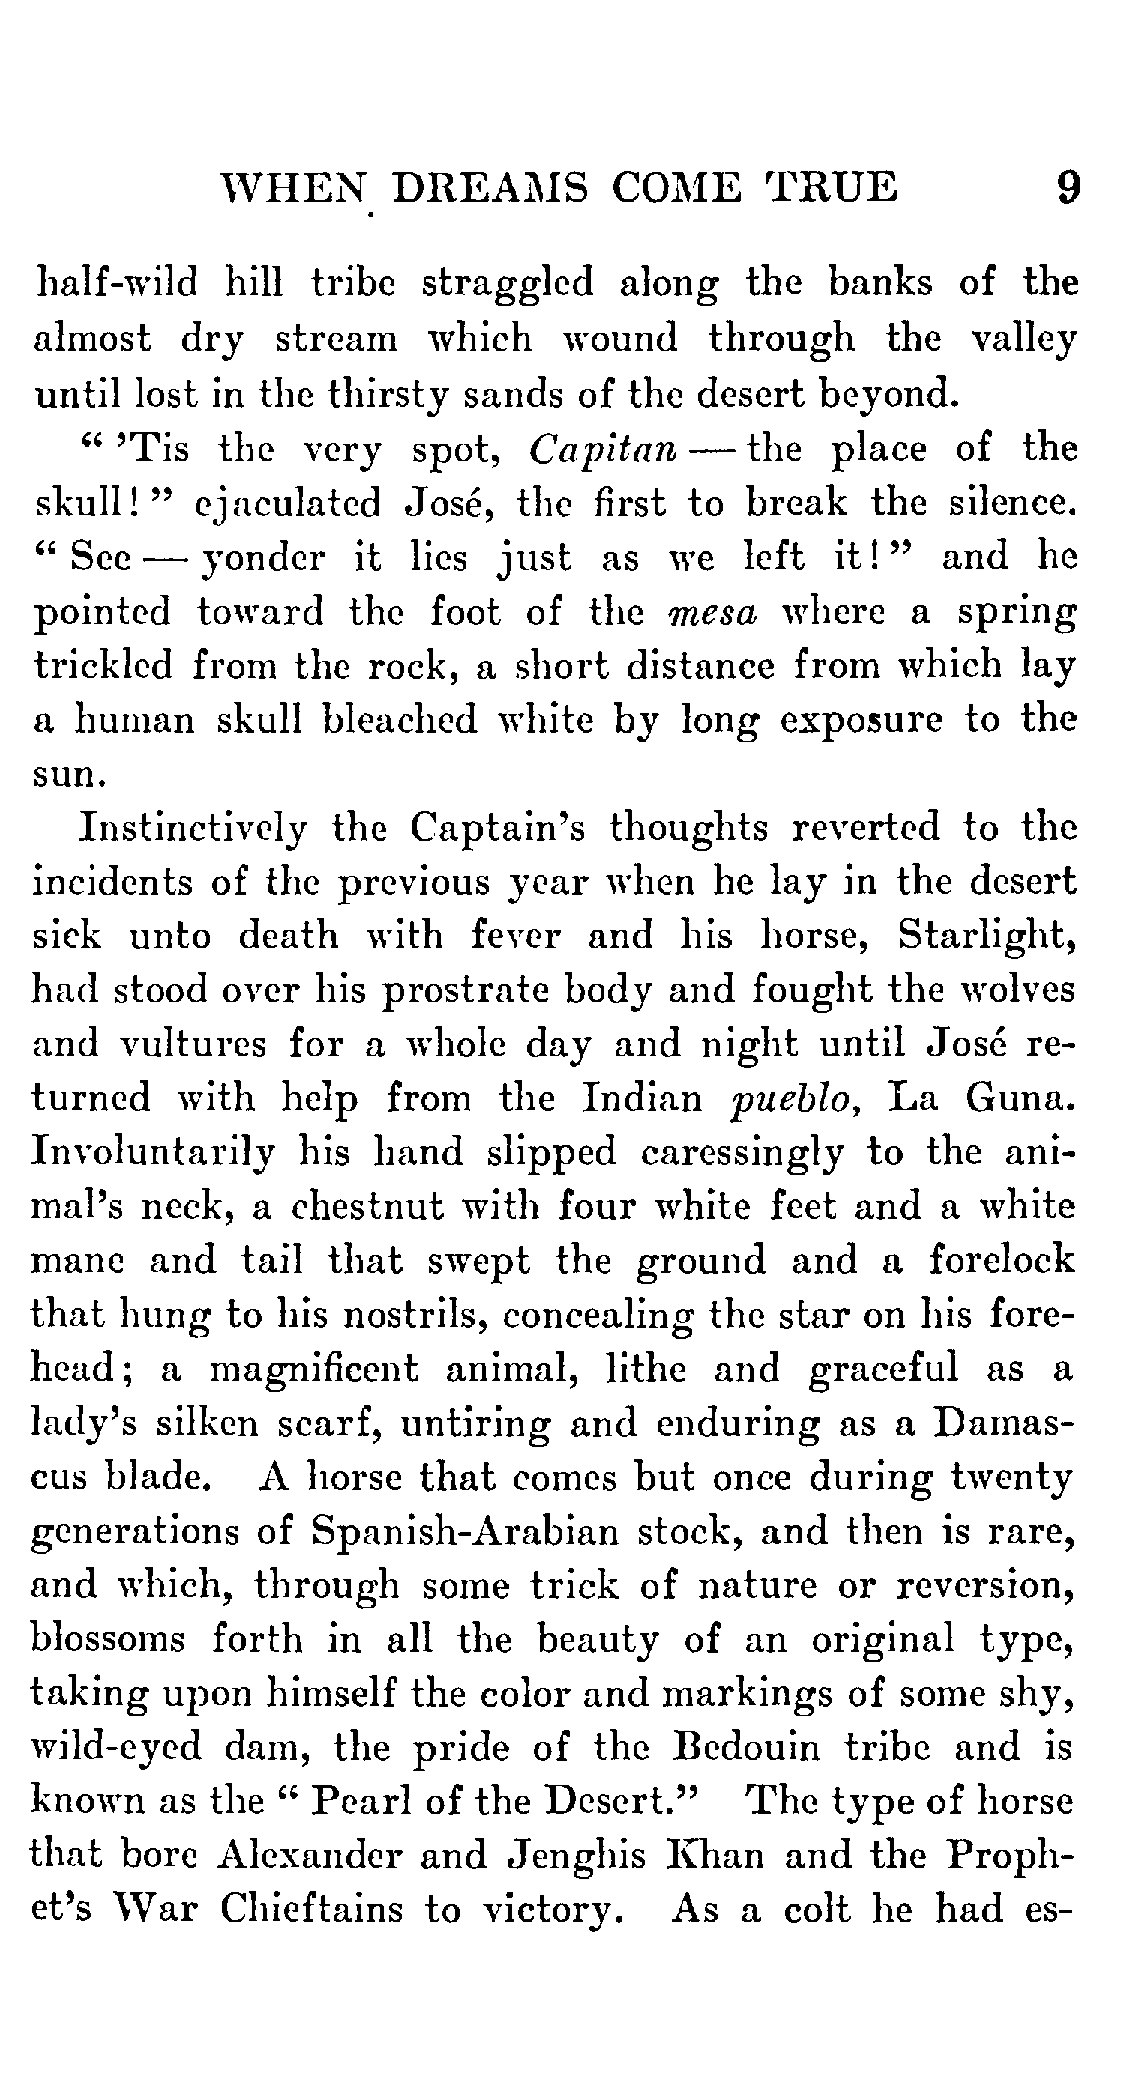 WHEN DREAMS COME TRUE 9
half-wild hill tribe straggled along the banks of the
almost dry stream which wound through the valley
until lost in the thirsty sands of the desert beyond.
“ ’Tis the very spot, Capitan — the place of the
skull! ” ejaculated José, the first to break the silence.
“ See — yonder it lies just as we left it! ” and he
pointed toward the foot of the mesa where a spring
trickled from the rock, a short distance from which lay
a human skull bleached white by long exposure to the
sun.
Instinctively the Captain’s thoughts reverted to the
incidents of the previous year when he lay in the desert
sick unto death with fever and his horse, Starlight,
had stood over his prostrate body and fought the wolves
and vultures for a whole day and night until José re-
turned with help from the Indian pueblo, La Guna.
Involuntarily his hand slipped caressingly to the ani-
mal’s neck, a chestnut with four white feet and a white
mane and tail that swept the ground and a forelock
that hung to his nostrils, concealing the star on his fore-
head; a magnificent animal, lithe and graceful as a
lady’s silken scarf, untiring and enduring as a Damas-
cus blade. A horse that comes but once during twenty
generations of Spanish-Arabian stock, and then is rare,
and which, through some trick of nature or reversion,
blossoms forth in all the beauty of an original type,
taking upon himself the color and markings of some shy,
wild-eyed dam, the pride of the Bedouin tribe and is
known as the “ Pearl of the Desert.” The type of horse
that bore Alexander and Jenghis Khan and the Proph-
et’s War Chieftains to victory. As a colt he had es-